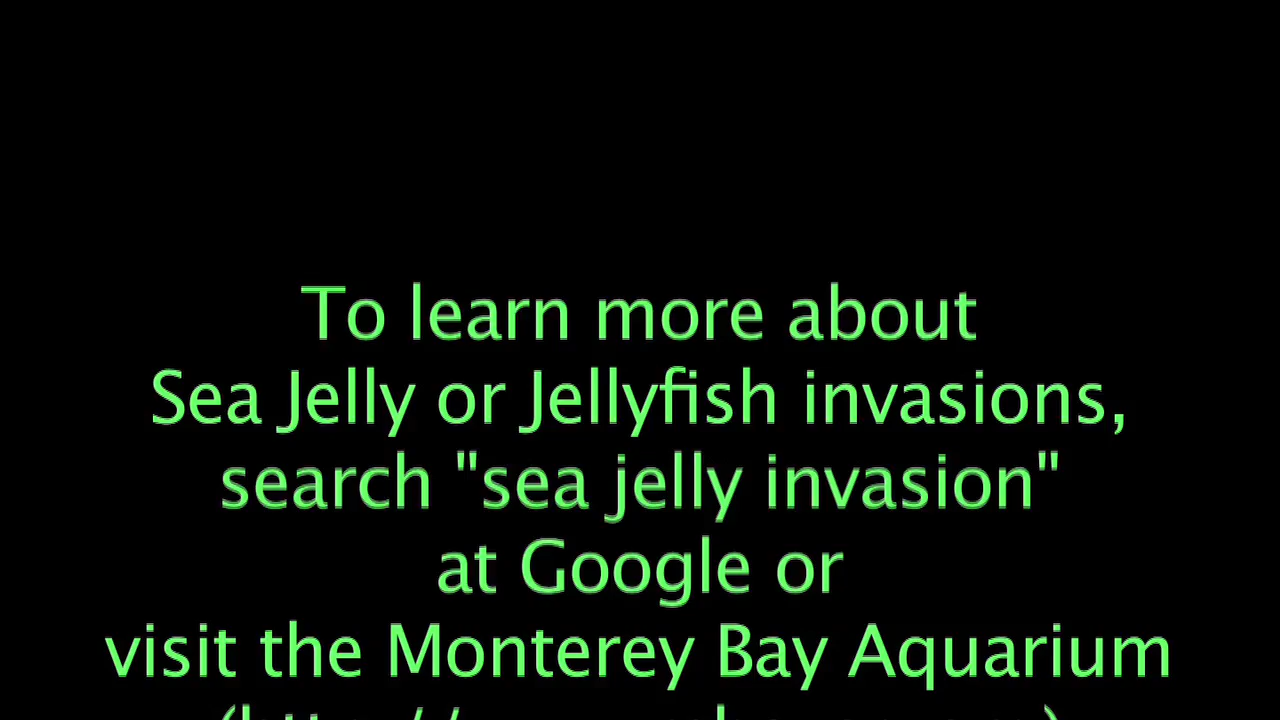 To learn more about
Sea Jelly or Jellyfish invasions,
search "sea jelly invasion"
at Google or
visit the Monterey Bay Aquarium